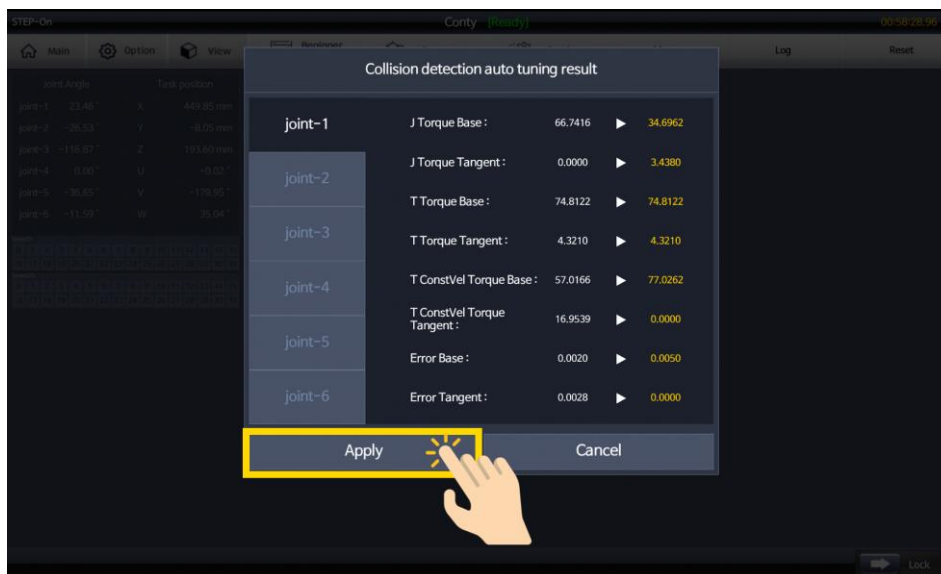 STEP-On
Conty [Ready]
00:58:28.96
Main
Option
View
Beginner
Log
Reset
Joint Angle
Task position
joint-1 23.46 ° X 449.85 mm
joint-2 -26.53 ° Y -8.05 mm
joint-3 -116.87 ° Z 193.60 mm
joint-4 0.00 ° U -0.02 °
joint-5 -36.65 ° V -179.95 °
joint-6 -11.59 ° W 35.04 °
Collision detection auto tuning result
joint-1
joint-2
joint-3
joint-4
joint-5
joint-6
J Torque Base : 66.7416 ▶ 34.6962
J Torque Tangent : 0.0000 ▶ 3.4380
T Torque Base : 74.8122 ▶ 74.8122
T Torque Tangent : 4.3210 ▶ 4.3210
T ConstVel Torque Base : 57.0166 ▶ 77.0262
T ConstVel Torque
Tangent : 16.9539 ▶ 0.0000
Error Base : 0.0020 ▶ 0.0050
Error Tangent : 0.0028 ▶ 0.0000
Apply
Cancel
Lock